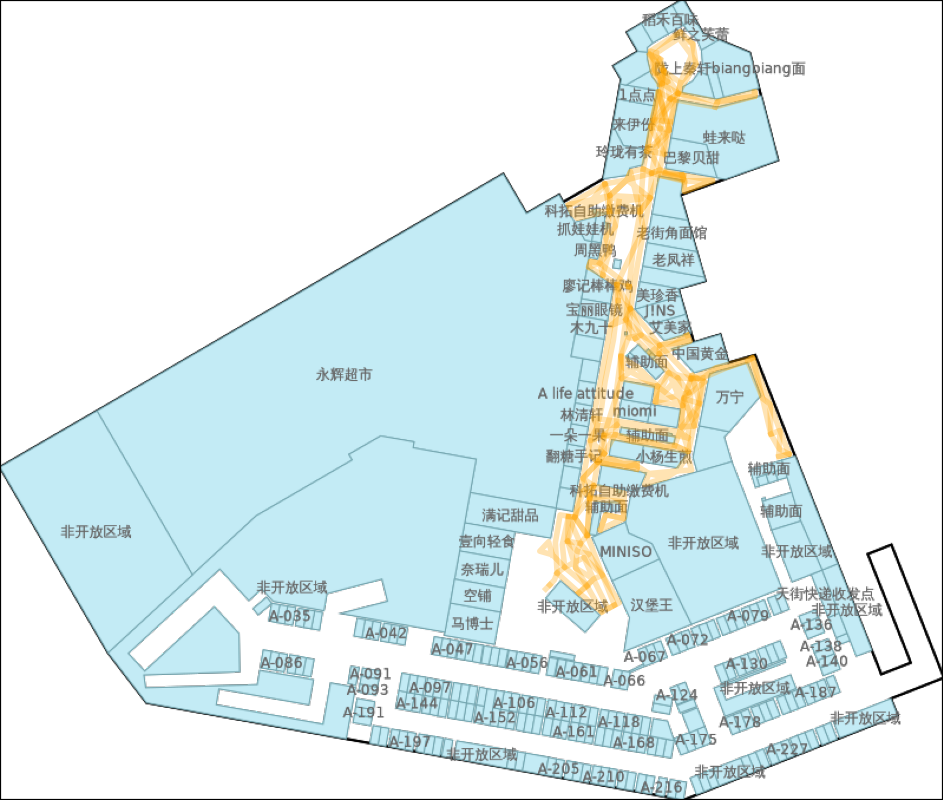 稻禾百味
鲜之芙蕾
陇上秦轩biangbiang面
1点点
来伊份
蛙来哒
玲珑有茶
巴黎贝甜
科拓自助缴费机
抓娃娃机
老街角面馆
周黑鸭
老凤祥
廖记棒棒鸡
美珍香
宝丽眼镜
J!NS
木九十
艾美家
中国黄金
辅助面
永辉超市
A life attitude
万宁
林清轩
miomi
一朵一果
辅助面
翻糖手记
小杨生煎
辅助面
科拓自助缴费机
辅助面
辅助面
满记甜品
非开放区域
壹向轻食
非开放区域
MINISO
非开放区域
奈瑞儿
非开放区域
空铺
天街快递收发点
非开放区域
汉堡王
非开放区域
A-035
A-079
马博士
A-136
A-042
A-072
A-138
A-047
A-067
A-140
A-086
A-056
A-061
A-130
A-091
A-066
A-093
A-097
非开放区域
A-187
A-144
A-106
A-124
A-191
A-152
A-112
A-118
A-178
非开放区域
A-161
A-197
A-168
A-175
非开放区域
A-227
A-205
A-210
非开放区域
A-216